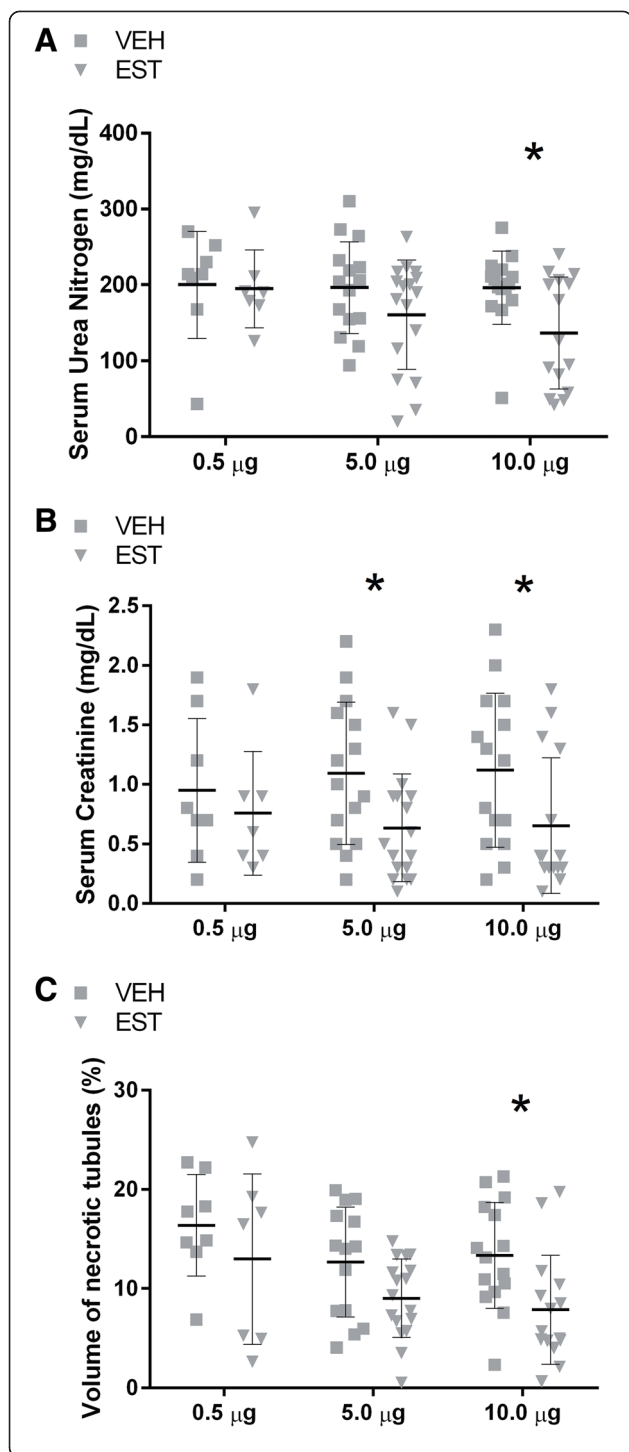 A
VEH
EST
Serum Urea Nitrogen (mg/dL)
400
300
200
100
0
*
0.5 μg
5.0 μg
10.0 μg
B
VEH
EST
Serum Creatinine (mg/dL)
2.5
2.0
1.5
1.0
0.5
0.0
*
*
0.5 μg
5.0 μg
10.0 μg
C
VEH
EST
Volume of necrotic tubules (%)
30
20
10
0
*
0.5 μg
5.0 μg
10.0 μg